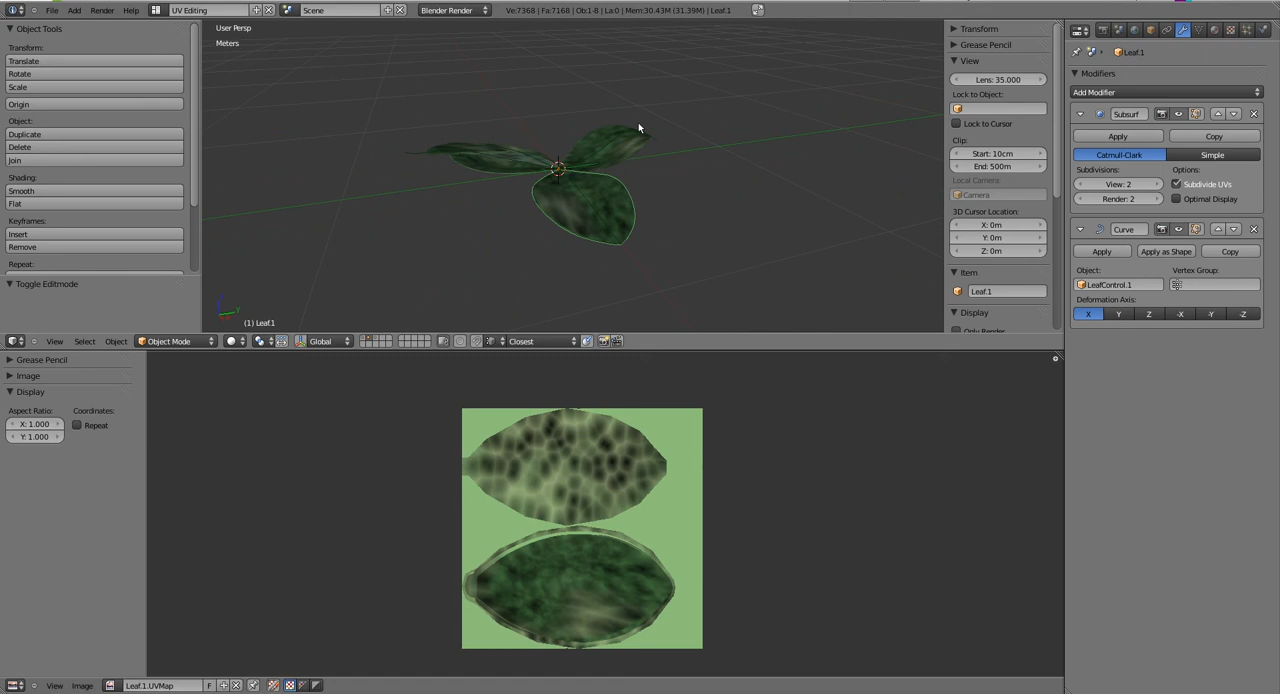 File Add Render Help UV Editing Scene Blender Render Ve:7368 | Fa:7168 | Ob:1-8 | La:0 | Mem:30.43M (31.39M) | Leaf.1
Object Tools
Transform:
Translate
Rotate
Scale
Origin
Object:
Duplicate
Delete
Join
Shading:
Smooth
Flat
Keyframes:
Insert
Remove
Repeat:
Toggle Editmode
User Persp
Meters
(1) Leaf.1
Transform
Grease Pencil
View
Lens: 35.000
Lock to Object:
Lock to Cursor
Clip:
Start: 10cm
End: 500m
Local Camera:
Camera
3D Cursor Location:
X: 0m
Y: 0m
Z: 0m
Item
Leaf.1
Display
Only Render
Leaf.1
Modifiers
Add Modifier
Subsurf
Apply Copy
Catmull-Clark Simple
Subdivisions: Options:
View: 2 Subdivide UVs
Render: 2 Optimal Display
Curve
Apply Apply as Shape Copy
Object: Vertex Group:
LeafControl.1
Deformation Axis:
X Y Z -X -Y -Z
View Select Object Object Mode Global Closest
Grease Pencil
Image
Display
Aspect Ratio: Coordinates:
X: 1.000 Repeat
Y: 1.000
View Image Leaf.1.UVMap F